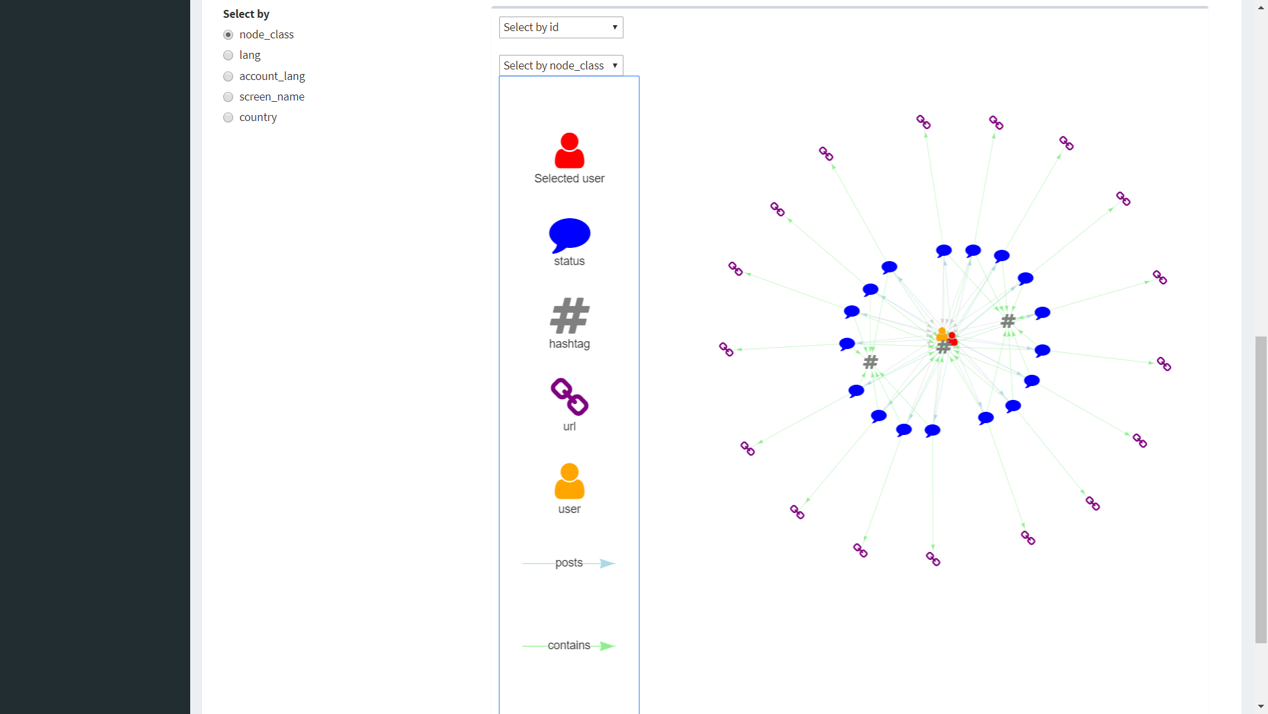 Select by
node_class
lang
account_lang
screen_name
country
Select by id
Select by node_class
Selected user
status
#
hashtag
url
user
posts
contains
#
#
#